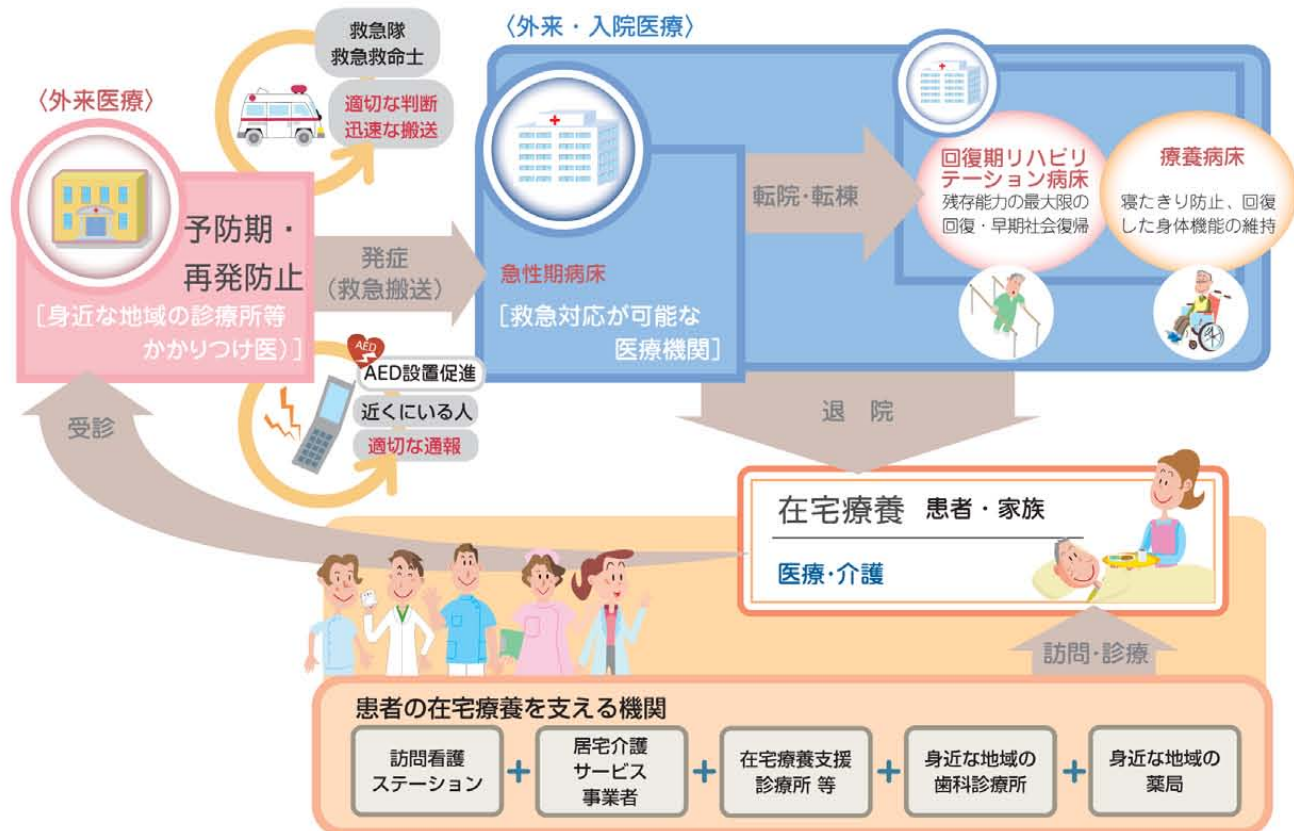 〈外来医療〉
予防期・
再発防止
[身近な地域の診療所等
かかりつけ医)]
救急隊
救急救命士
適切な判断
迅速な搬送
発症
(救急搬送)
AED
AED設置促進
近くにいる人
適切な通報
〈外来・入院医療〉
急性期病床
[救急対応が可能な
医療機関]
転院・転棟
回復期リハビリ
テーション病床
残存能力の最大限の
回復・早期社会復帰
療養病床
寝たきり防止、回復
した身体機能の維持
退 院
受診
在宅療養 患者・家族
医療・介護
訪問・診療
患者の在宅療養を支える機関
訪問看護
ステーション
+
居宅介護
サービス
事業者
+
在宅療養支援
診療所 等
+
身近な地域の
歯科診療所
+
身近な地域の
薬局